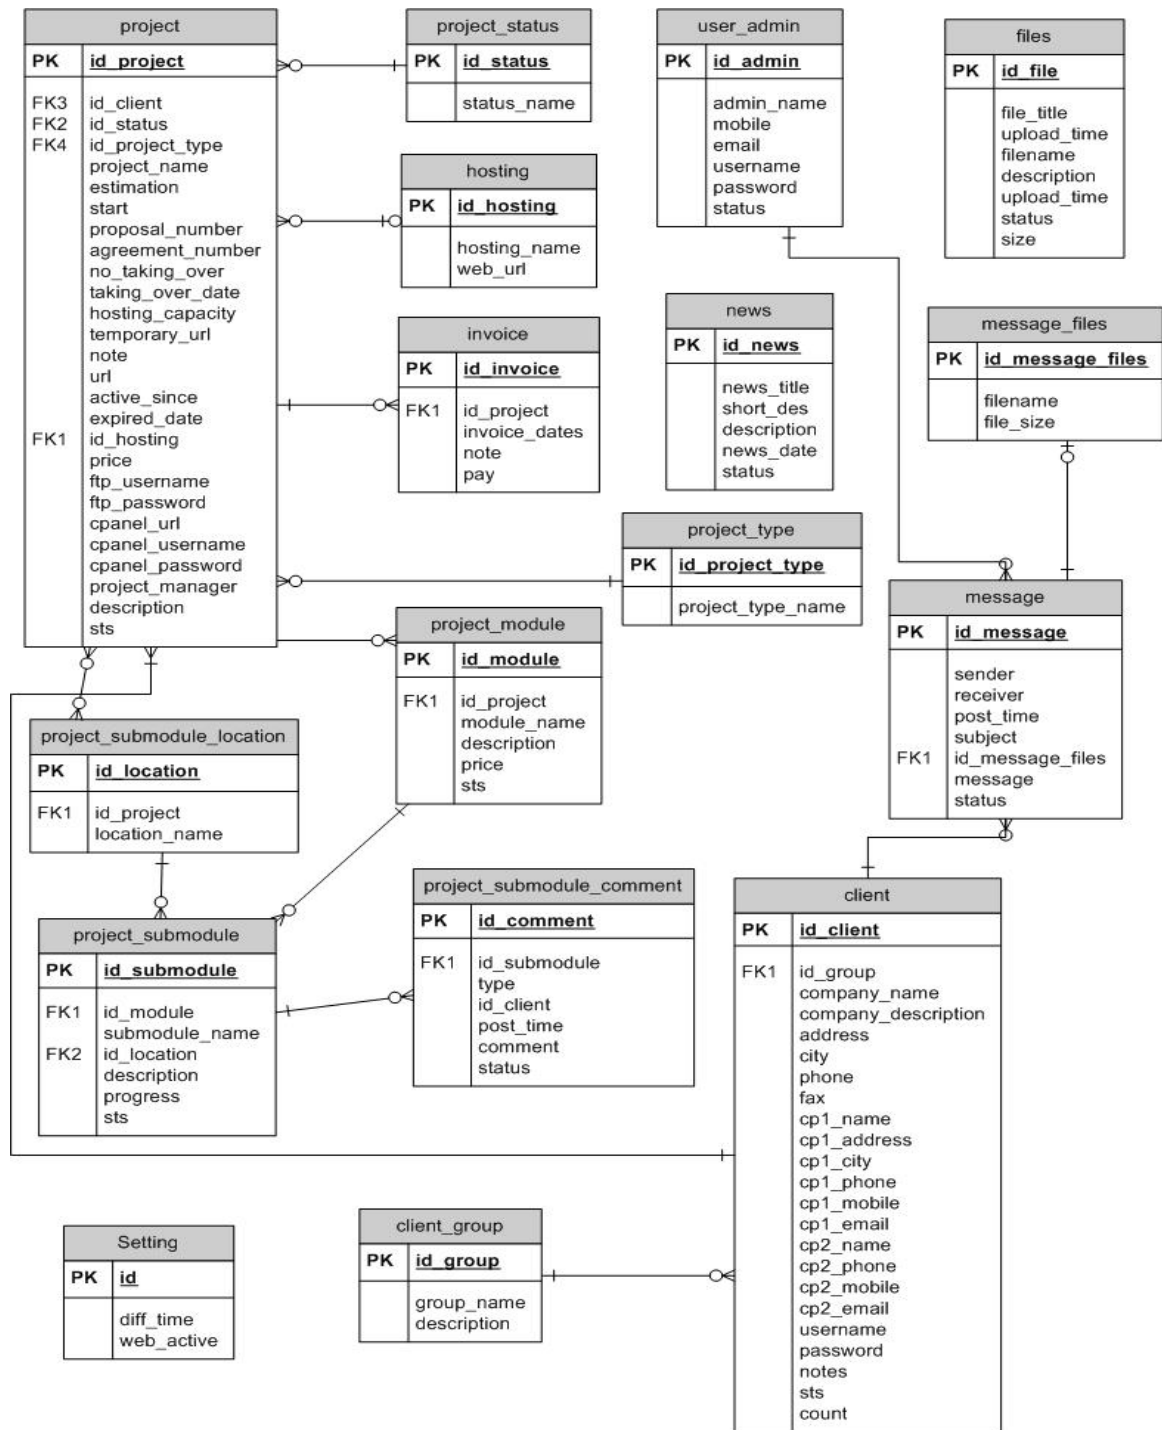 project
PK id_project
FK3 id_client
FK2 id_status
FK4 id_project_type
project_name
estimation
start
proposal_number
agreement_number
no_taking_over
taking_over_date
hosting_capacity
temporary_url
note
url
active_since
expired_date
FK1 id_hosting
price
ftp_username
ftp_password
cpanel_url
cpanel_username
cpanel_password
project_manager
description
sts
project_status
PK id_status
status_name
hosting
PK id_hosting
hosting_name
web_url
invoice
PK id_invoice
FK1 id_project
invoice_dates
note
pay
user_admin
PK id_admin
admin_name
mobile
email
username
password
status
files
PK id_file
file_title
upload_time
filename
description
upload_time
status
size
news
PK id_news
news_title
short_des
description
news_date
status
message_files
PK id_message_files
filename
file_size
project_type
PK id_project_type
project_type_name
project_module
PK id_module
FK1 id_project
module_name
description
price
sts
message
PK id_message
sender
receiver
post_time
subject
FK1 id_message_files
message
status
project_submodule_location
PK id_location
FK1 id_project
location_name
project_submodule
PK id_submodule
FK1 id_module
submodule_name
FK2 id_location
description
progress
sts
project_submodule_comment
PK id_comment
FK1 id_submodule
type
id_client
post_time
comment
status
client
PK id_client
FK1 id_group
company_name
company_description
address
city
phone
fax
cp1_name
cp1_address
cp1_city
cp1_phone
cp1_mobile
cp1_email
cp2_name
cp2_phone
cp2_mobile
cp2_email
username
password
notes
sts
count
Setting
PK id
diff_time
web_active
client_group
PK id_group
group_name
description